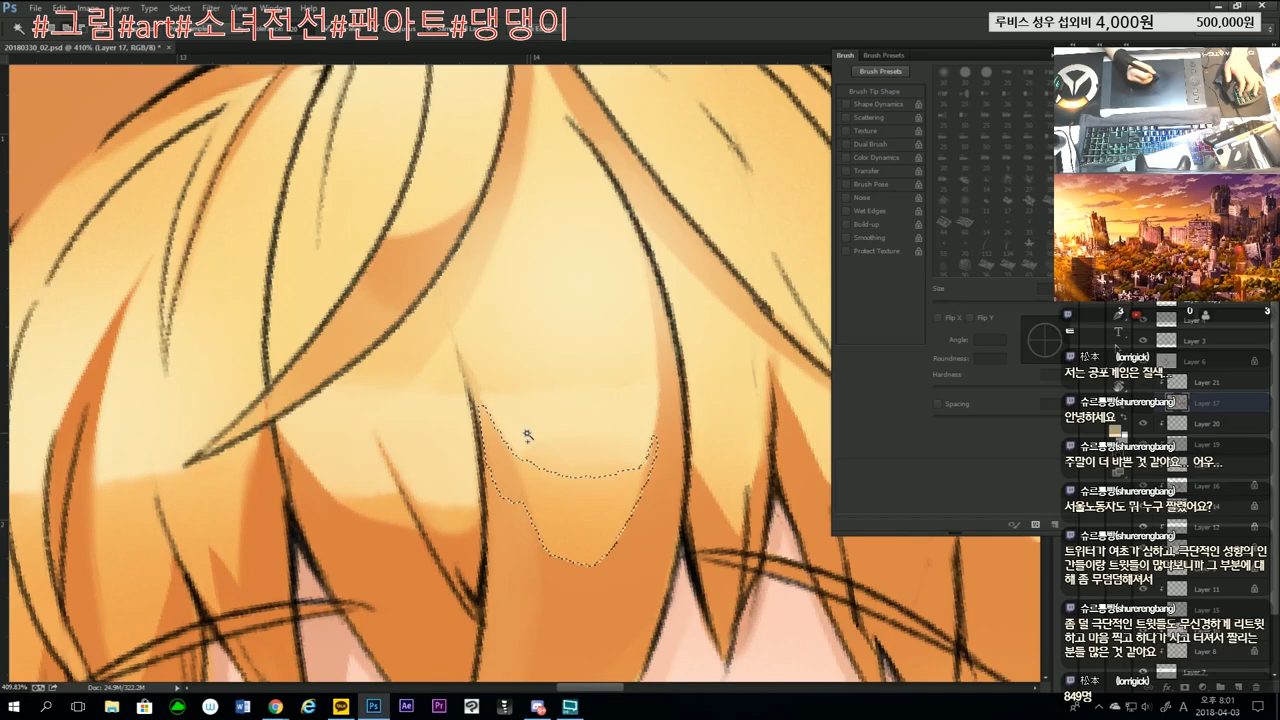 Ps File Edit Image Layer Type Select
#그림#art#소녀전선#팬아트#댕댕이
루비스 성우 섭외비 4,000원 500,000원
20180330_02.psd @ 410% (Layer 17, RGB/8) *
13 14
Brush Brush Presets
Brush Presets
Brush Tip Shape
Shape Dynamics
Scattering
Texture
Dual Brush
Color Dynamics
Transfer
Brush Pose
Noise
Wet Edges
Build-up
Smoothing
Protect Texture
Size
Flip X Flip Y
Angle:
Roundness:
Hardness
Spacing
3 0 3
Layer 3
Layer 6
Layer 21
Layer 17
Layer 20
Layer 19
Layer 16
Layer 12
Layer 11
Layer 15
Layer 8
松本 (lorrigick)
저는 공포게임은 질색...
슈르릉빵(shurerengbang)
안녕하세요
슈르릉빵(shurerengbang)
주말이 더 바쁜 것 같아요... 어우...
슈르릉빵(shurerengbang)
서울노동자도 뭐 누구 짤렸어요?
슈르릉빵(shurerengbang)
트위터가 여초가 심하고, 극단적인 성향의 인
간들이랑 트윗들이 많다보니까 그 부분에 대
해 좀 무덤덤해져서
슈르릉빵(shurerengbang)
좀 덜 극단적인 트윗들도 무신경하게 리트윗
하고 마음 찍고 하다가 사고 터져서 짤리는
분들 많은 것 같아요
松本 (lorrigick)
849명
409.83% Doc: 24.9M/322.2M
오후 8:01
2018-04-03